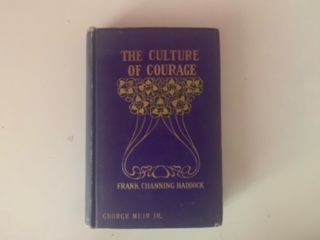 THE CULTURE
OF COURAGE
FRANK CHANNING HADDOCK
GEORGE MUIR JR.